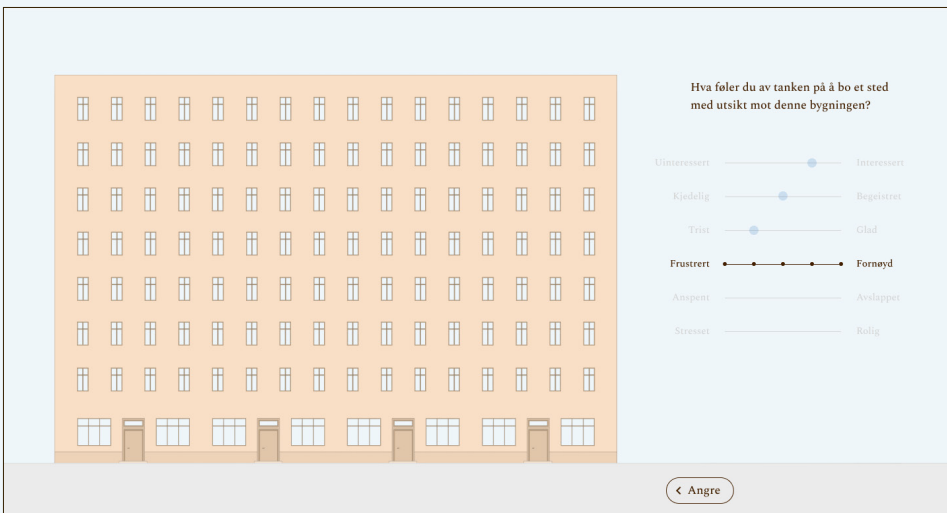 Hva føler du av tanken på å bo et sted
med utsikt mot denne bygningen?
Uinteressert Interessert
Kjedelig Begeistret
Trist Glad
Frustrert Fornøyd
Anspent Avslappet
Stresset Rolig
Angre